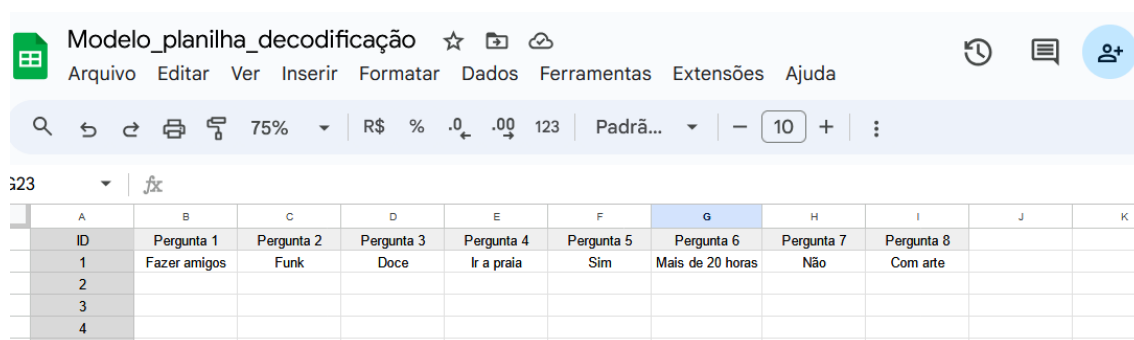 Modelo_planilha_decodificação
Arquivo Editar Ver Inserir Formatar Dados Ferramentas Extensões Ajuda
75% R$ % .0 .00 123 Padrã... − 10 +
G23 fx
A B C D E F G H I J K
ID Pergunta 1 Pergunta 2 Pergunta 3 Pergunta 4 Pergunta 5 Pergunta 6 Pergunta 7 Pergunta 8
1 Fazer amigos Funk Doce Ir a praia Sim Mais de 20 horas Não Com arte
2
3
4